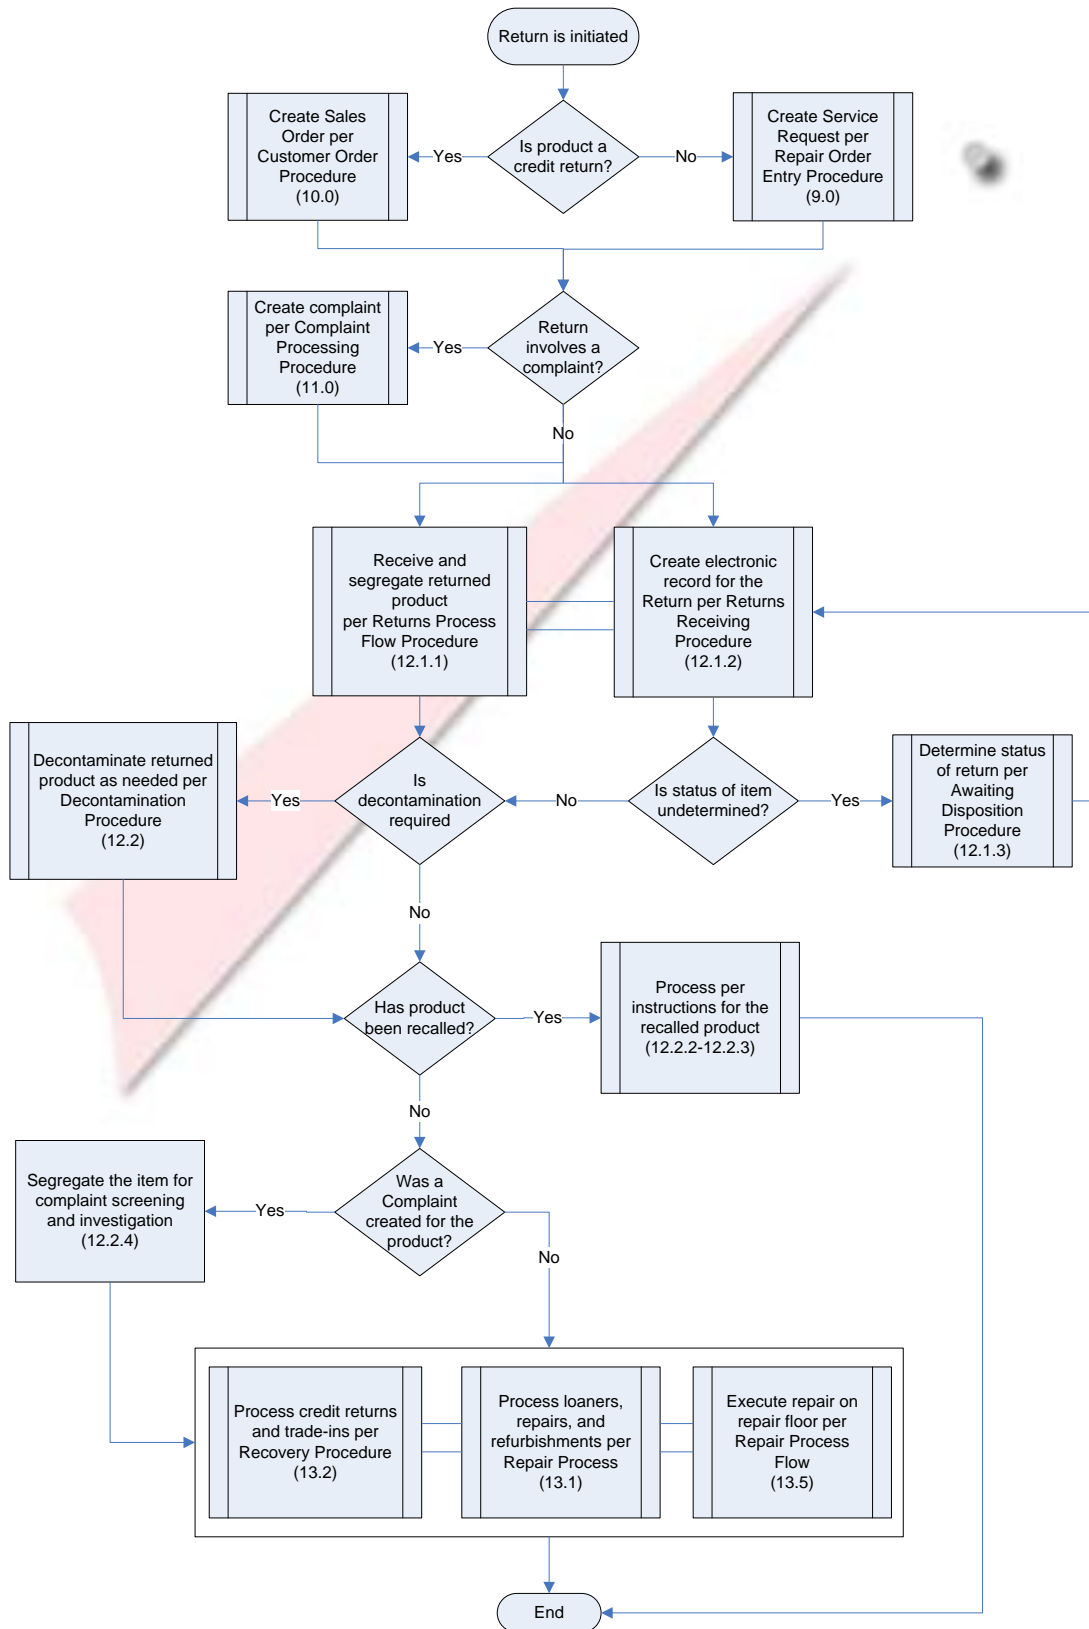 Return is initiated
Create Sales
Order per
Customer Order
Procedure
(10.0)
Yes
Is product a
credit return?
No
Create Service
Request per
Repair Order
Entry Procedure
(9.0)
Create complaint
per Complaint
Processing
Procedure
(11.0)
Yes
Return
involves a
complaint?
No
Receive and
segregate returned
product
per Returns Process
Flow Procedure
(12.1.1)
Create electronic
record for the
Return per Returns
Receiving
Procedure
(12.1.2)
Decontaminate returned
product as needed per
Decontamination
Procedure
(12.2)
Yes
Is
decontamination
required
No
Is status of item
undetermined?
Yes
Determine status
of return per
Awaiting
Disposition
Procedure
(12.1.3)
No
Has product
been recalled?
Yes
Process per
instructions for the
recalled product
(12.2.2-12.2.3)
No
Segregate the item for
complaint screening
and investigation
(12.2.4)
Yes
Was a
Complaint
created for the
product?
No
Process credit returns
and trade-ins per
Recovery Procedure
(13.2)
Process loaners,
repairs, and
refurbishments per
Repair Process
(13.1)
Execute repair on
repair floor per
Repair Process
Flow
(13.5)
End